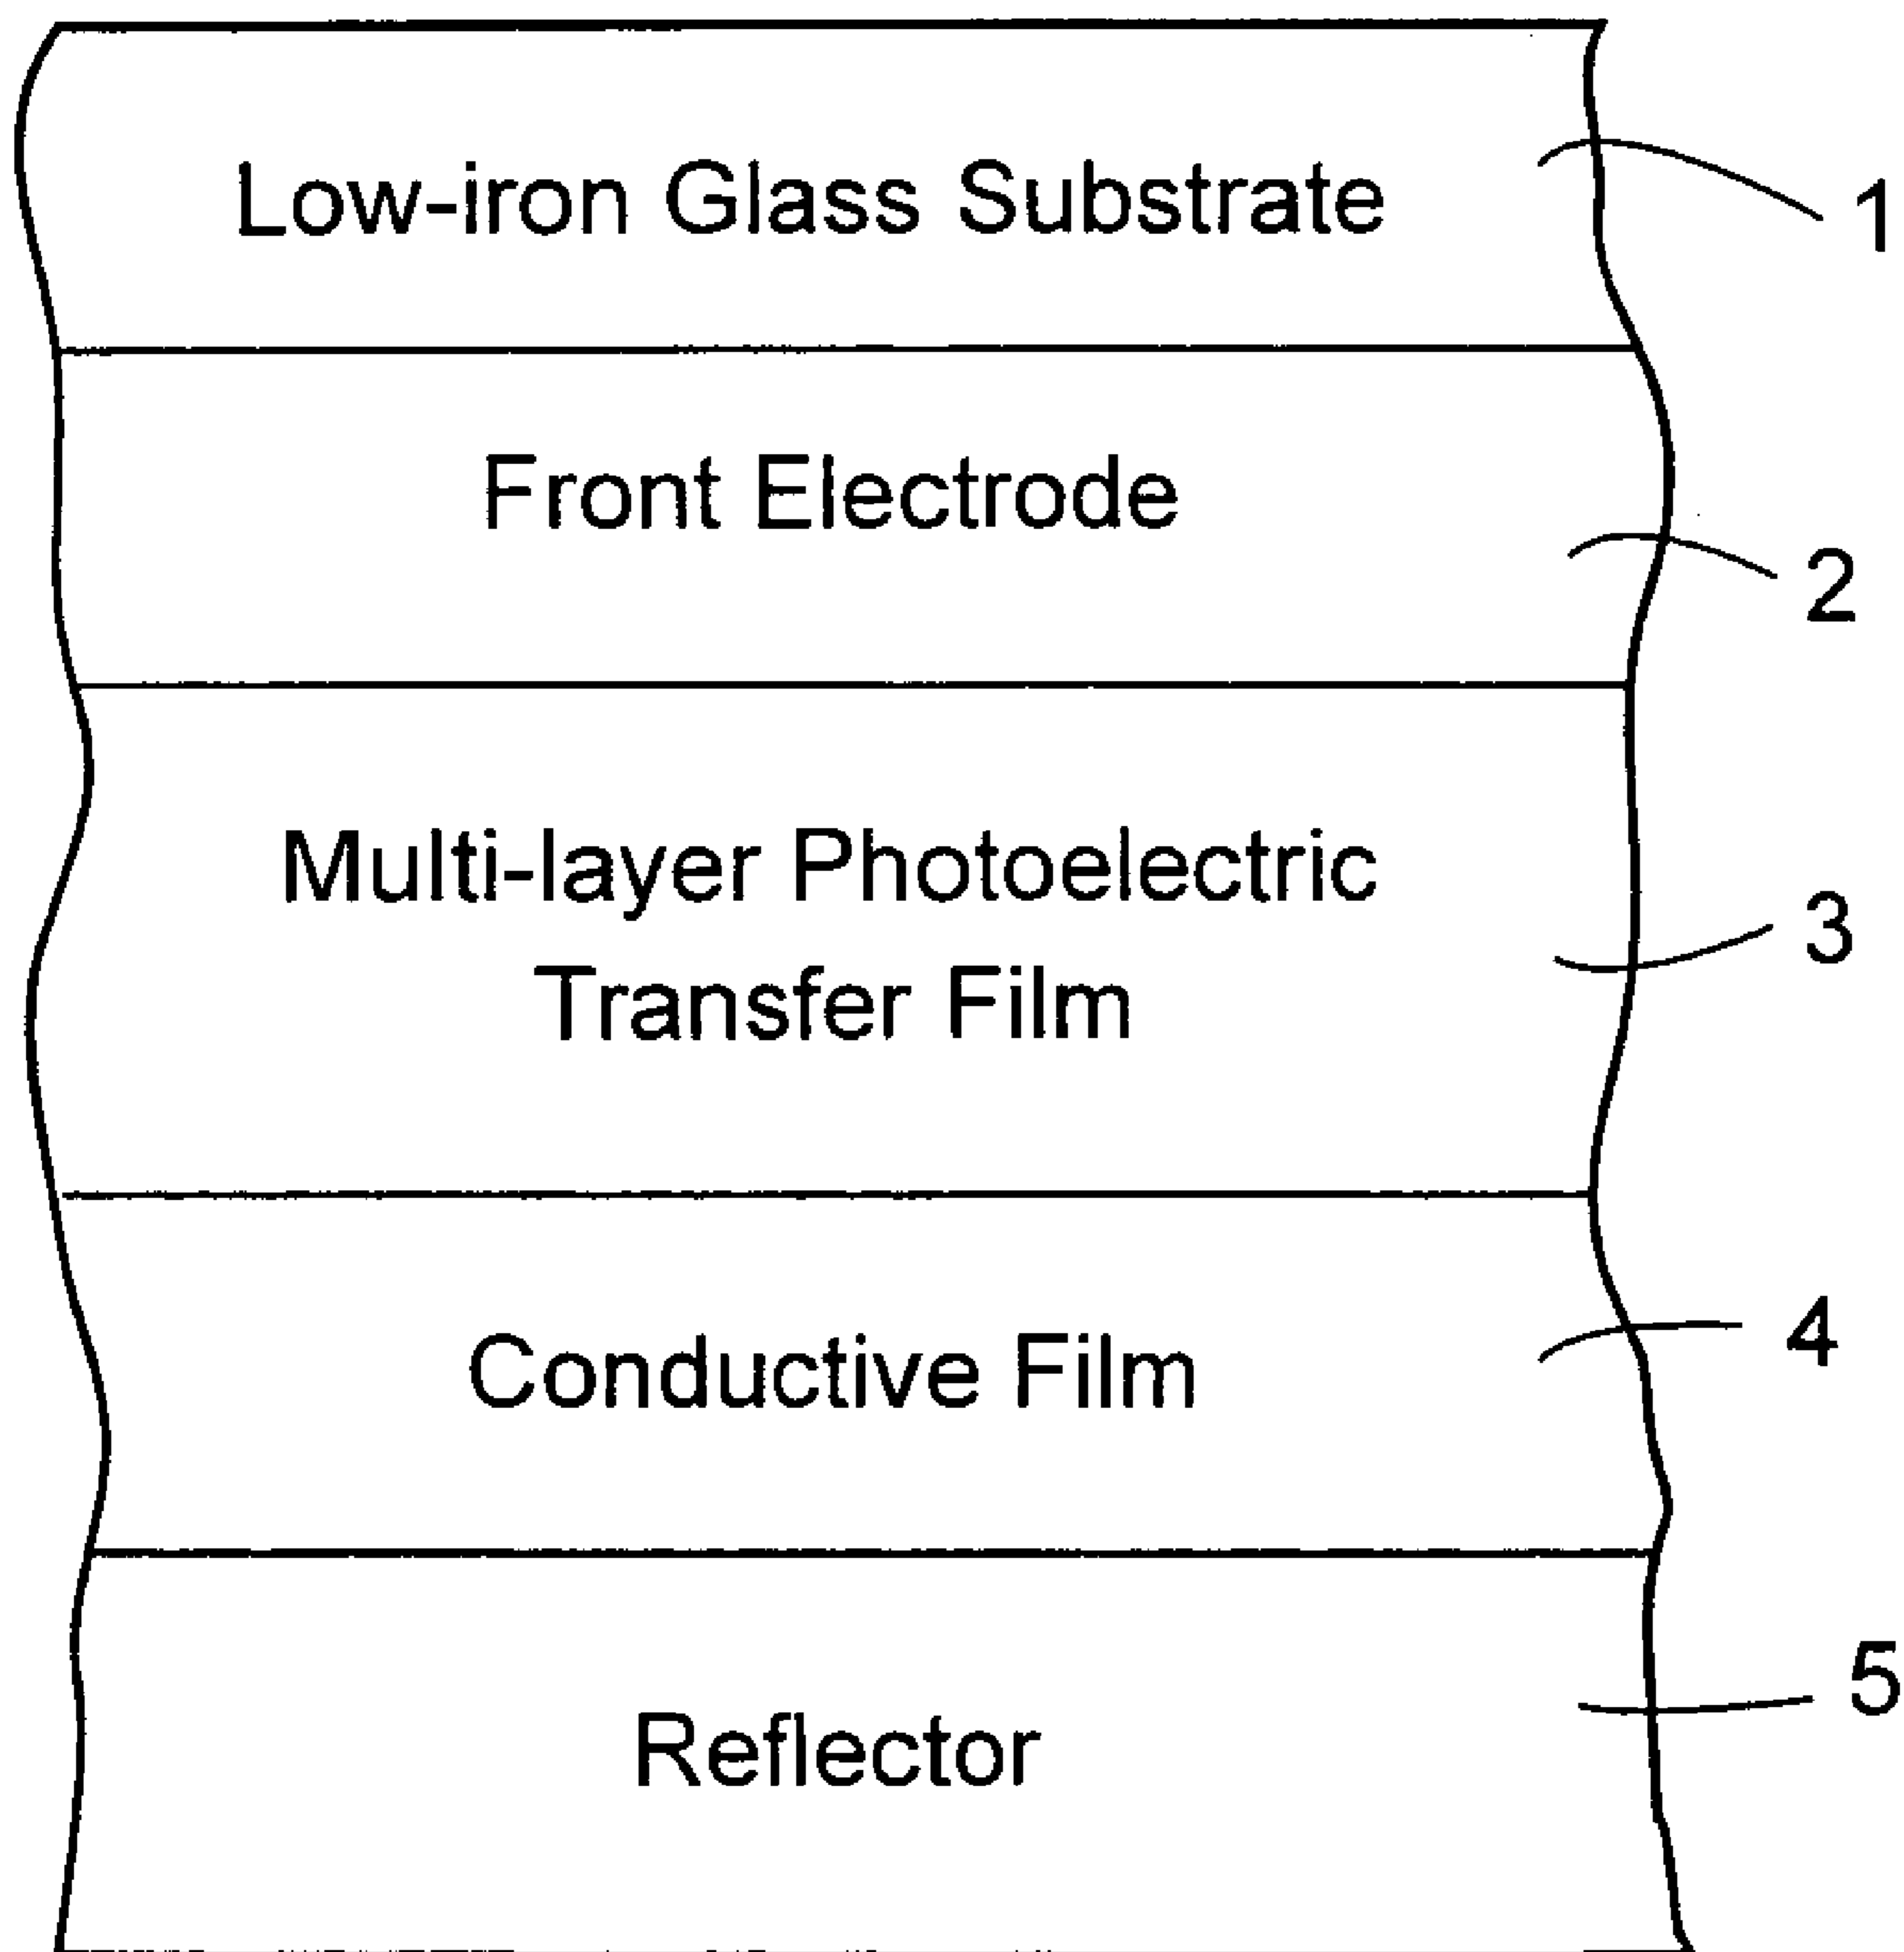 Low-iron Glass Substrate
1
Front Electrode
2
Multi-layer Photoelectric
Transfer Film
3
Conductive Film
4
Reflector
5